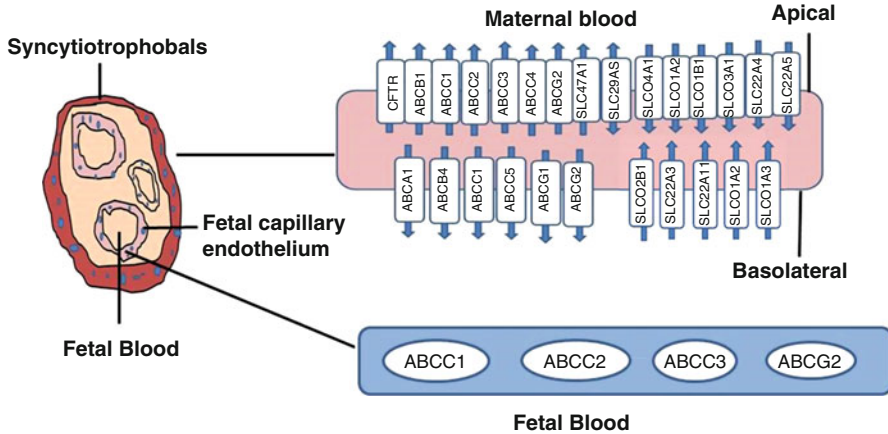 Maternal blood
Apical
Syncytiotrophobals
CFTR
ABCB1
ABCC1
ABCC2
ABCC3
ABCC4
ABCG2
SLC47A1
SLC29AS
SLCO4A1
SLCO1A2
SLCO1B1
SLCO3A1
SLC22A4
SLC22A5
ABCA1
ABCB4
ABCC1
ABCC5
ABCG1
ABCG2
SLCO2B1
SLC22A3
SLC22A11
SLCO1A2
SLCO1A3
Fetal capillary
endothelium
Basolateral
Fetal Blood
ABCC1
ABCC2
ABCC3
ABCG2
Fetal Blood